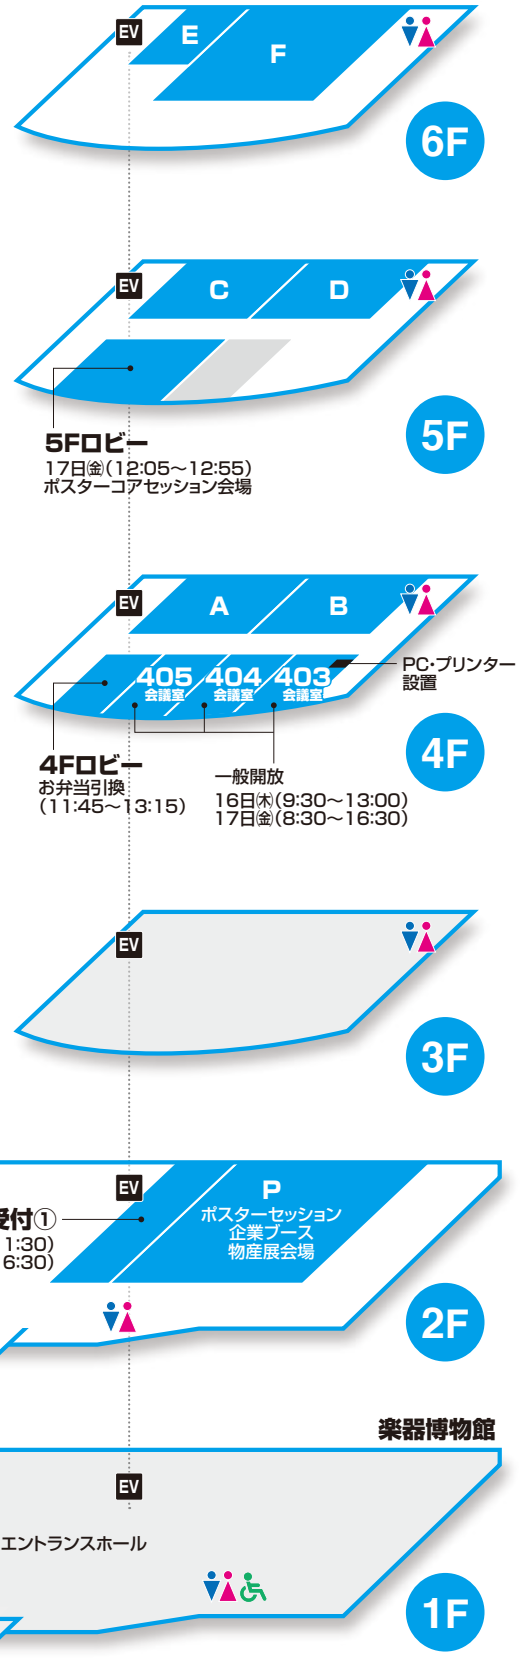 EV
E
F
6F
EV
C
D
5F
5Fロビー
17日㈮(12:05～12:55)
ポスターコアセッション会場
EV
A
B
405
会議室
404
会議室
403
会議室
PC・プリンター
設置
4F
4Fロビー
お弁当引換
(11:45～13:15)
一般開放
16日㈭(9:30～13:00)
17日㈮(8:30～16:30)
EV
3F
EV
P
ポスターセッション
企業ブース
物産展会場
受付①
1:30)
6:30)
2F
楽器博物館
EV
エントランスホール
1F